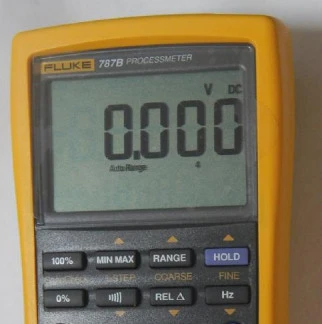 FLUKE 787B PROCESSMETER
V DC
0.000
Auto Range 4
100% MIN MAX RANGE HOLD
STEP COARSE FINE
0% REL Δ Hz